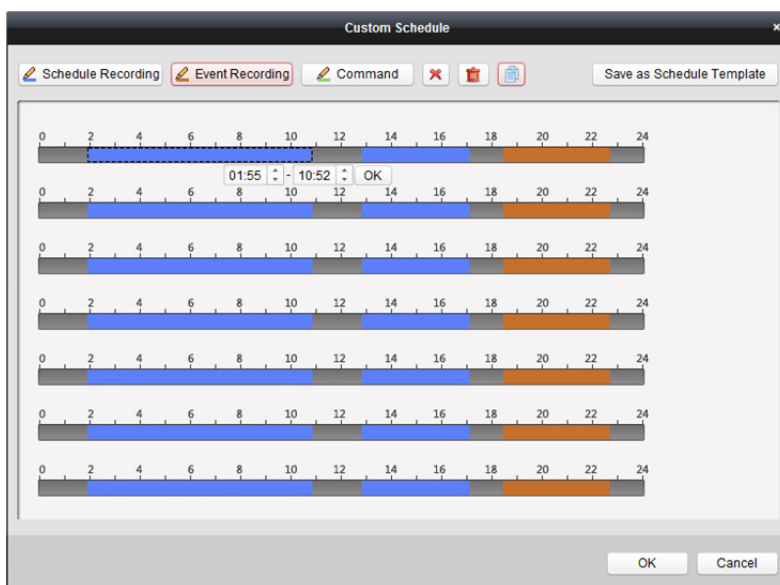 Custom Schedule ×
Schedule Recording Event Recording Command Save as Schedule Template
0 2 4 6 8 10 12 14 16 18 20 22 24
01:55 - 10:52 OK
0 2 4 6 8 10 12 14 16 18 20 22 24
0 2 4 6 8 10 12 14 16 18 20 22 24
0 2 4 6 8 10 12 14 16 18 20 22 24
0 2 4 6 8 10 12 14 16 18 20 22 24
0 2 4 6 8 10 12 14 16 18 20 22 24
0 2 4 6 8 10 12 14 16 18 20 22 24
OK Cancel